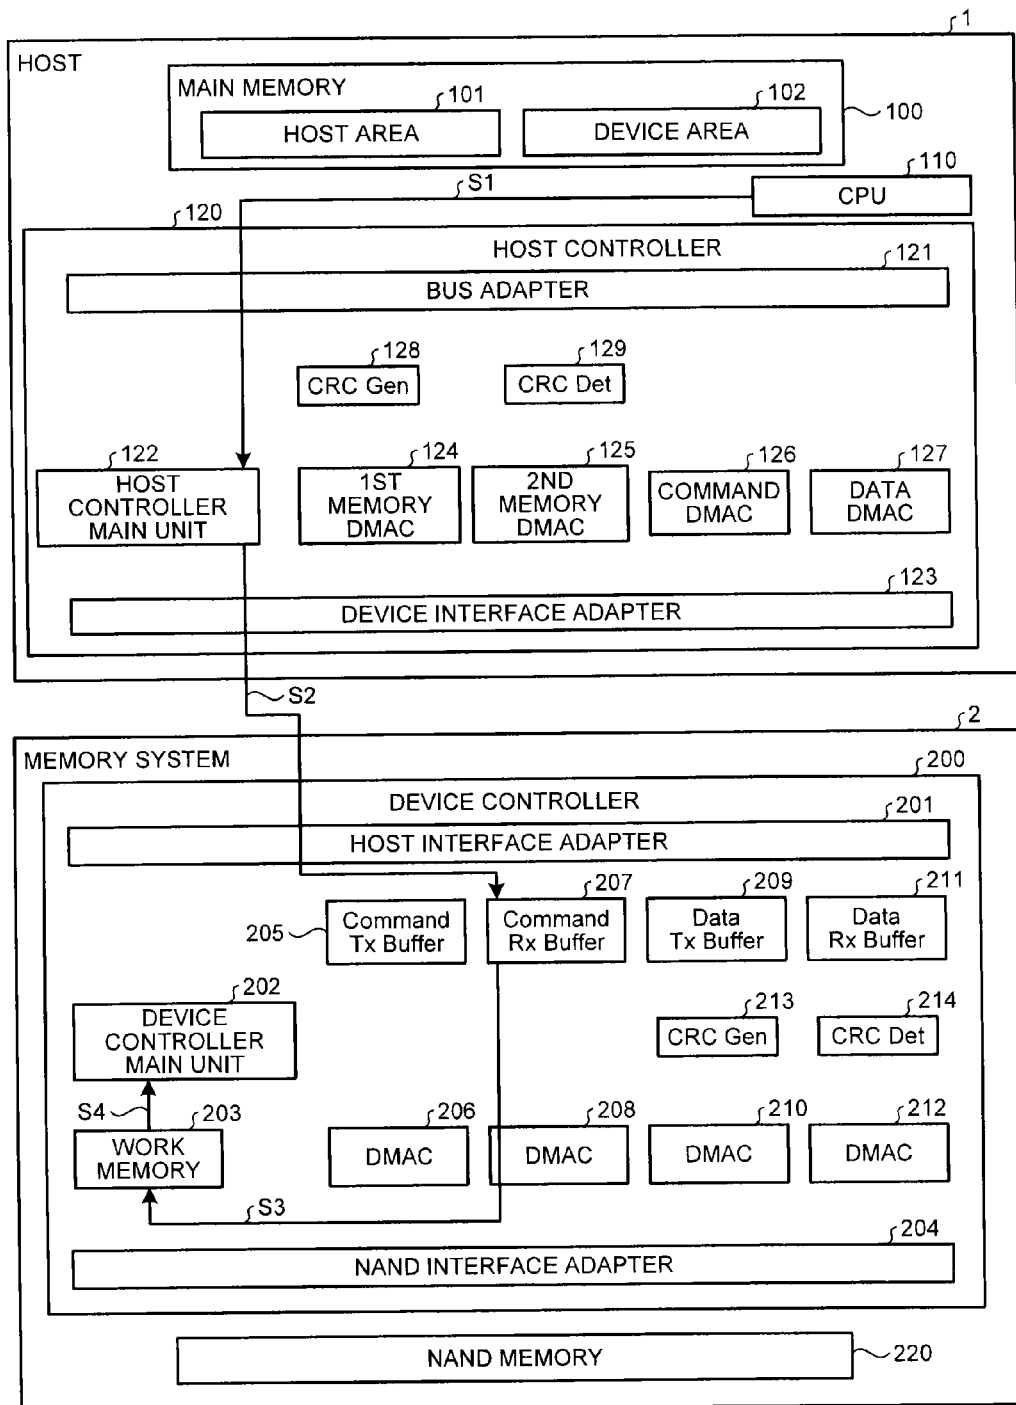 1
HOST
MAIN MEMORY
101
102
HOST AREA
DEVICE AREA
100
S1
110
CPU
120
HOST CONTROLLER
121
BUS ADAPTER
128
129
CRC Gen
CRC Det
122
124
125
126
127
HOST
CONTROLLER
MAIN UNIT
1ST
MEMORY
DMAC
2ND
MEMORY
DMAC
COMMAND
DMAC
DATA
DMAC
123
DEVICE INTERFACE ADAPTER
S2
2
MEMORY SYSTEM
200
DEVICE CONTROLLER
201
HOST INTERFACE ADAPTER
207
209
211
205
Command
Tx Buffer
Command
Rx Buffer
Data
Tx Buffer
Data
Rx Buffer
202
DEVICE
CONTROLLER
MAIN UNIT
213
214
CRC Gen
CRC Det
S4
203
WORK
MEMORY
206
208
210
212
DMAC
DMAC
DMAC
DMAC
S3
204
NAND INTERFACE ADAPTER
NAND MEMORY
220